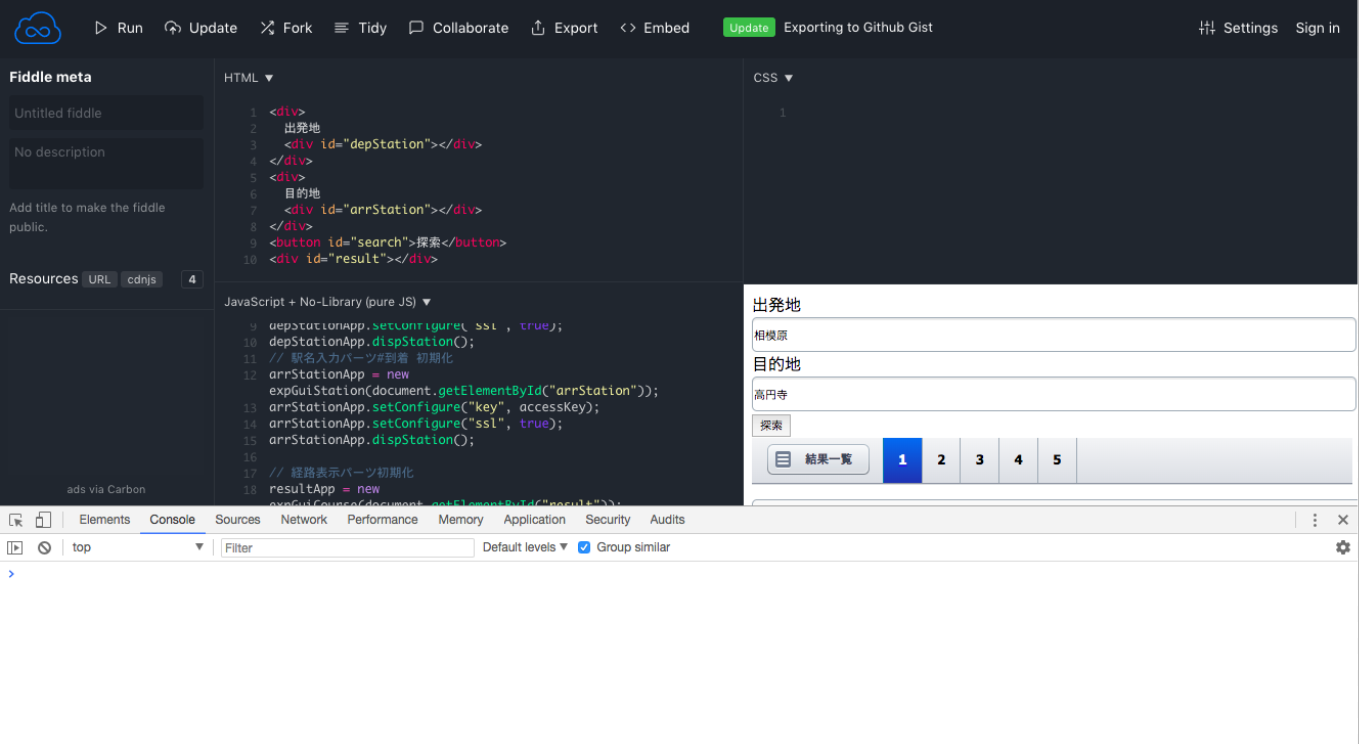 Run Update Fork Tidy Collaborate Export Embed Update Exporting to Github Gist Settings Sign in
Fiddle meta
Untitled fiddle
No description
Add title to make the fiddle
public.
Resources URL cdnjs 4
ads via Carbon
HTML ▼
1 <div>
2 出発地
3 <div id="depStation"></div>
4 </div>
5 <div>
6 目的地
7 <div id="arrStation"></div>
8 </div>
9 <button id="search">探索</button>
10 <div id="result"></div>
CSS ▼
1
JavaScript + No-Library (pure JS) ▼
9 depStationApp.setConfigure("ssl", true);
10 depStationApp.dispStation();
11 // 駅名入力パーツ#到着 初期化
12 arrStationApp = new
expGuiStation(document.getElementById("arrStation"));
13 arrStationApp.setConfigure("key", accessKey);
14 arrStationApp.setConfigure("ssl", true);
15 arrStationApp.dispStation();
16
17 // 経路表示パーツ初期化
18 resultApp = new
expGuiCourse(document.getElementById("result"));
出発地
相模原
目的地
高円寺
探索
結果一覧 1 2 3 4 5
Elements Console Sources Network Performance Memory Application Security Audits
top ▼ Filter Default levels ▼ Group similar
>